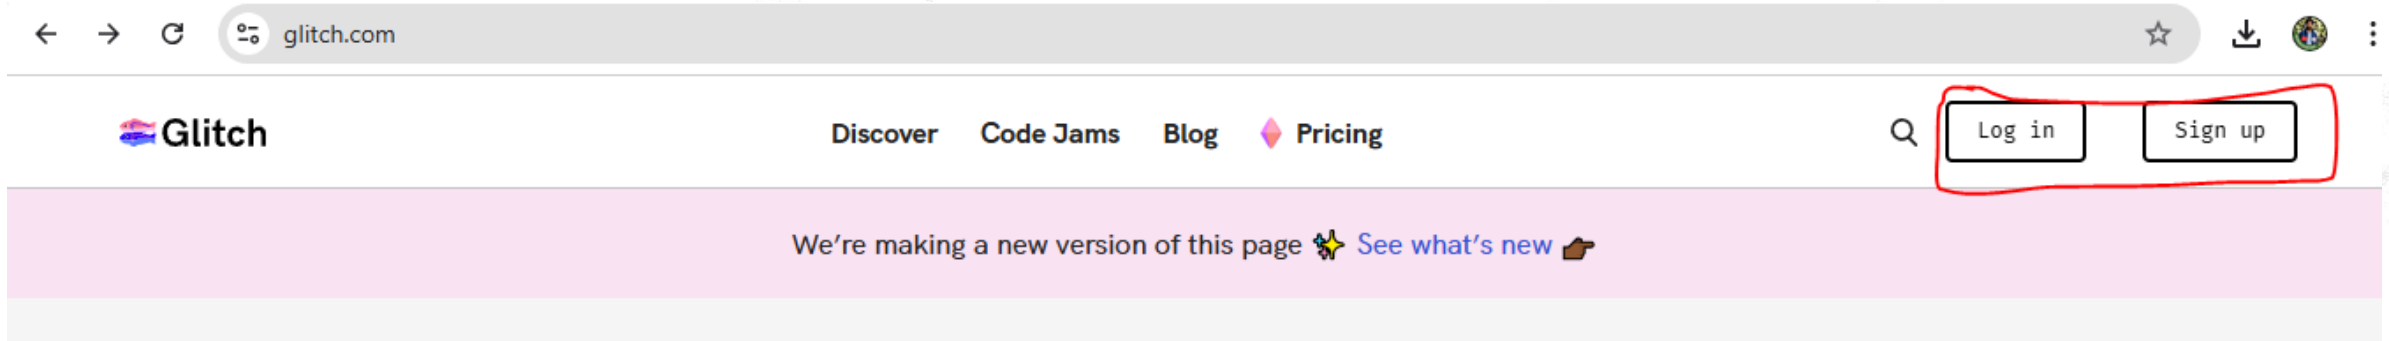 glitch.com
Glitch Discover Code Jams Blog Pricing Log in Sign up
We’re making a new version of this page ✨ See what’s new